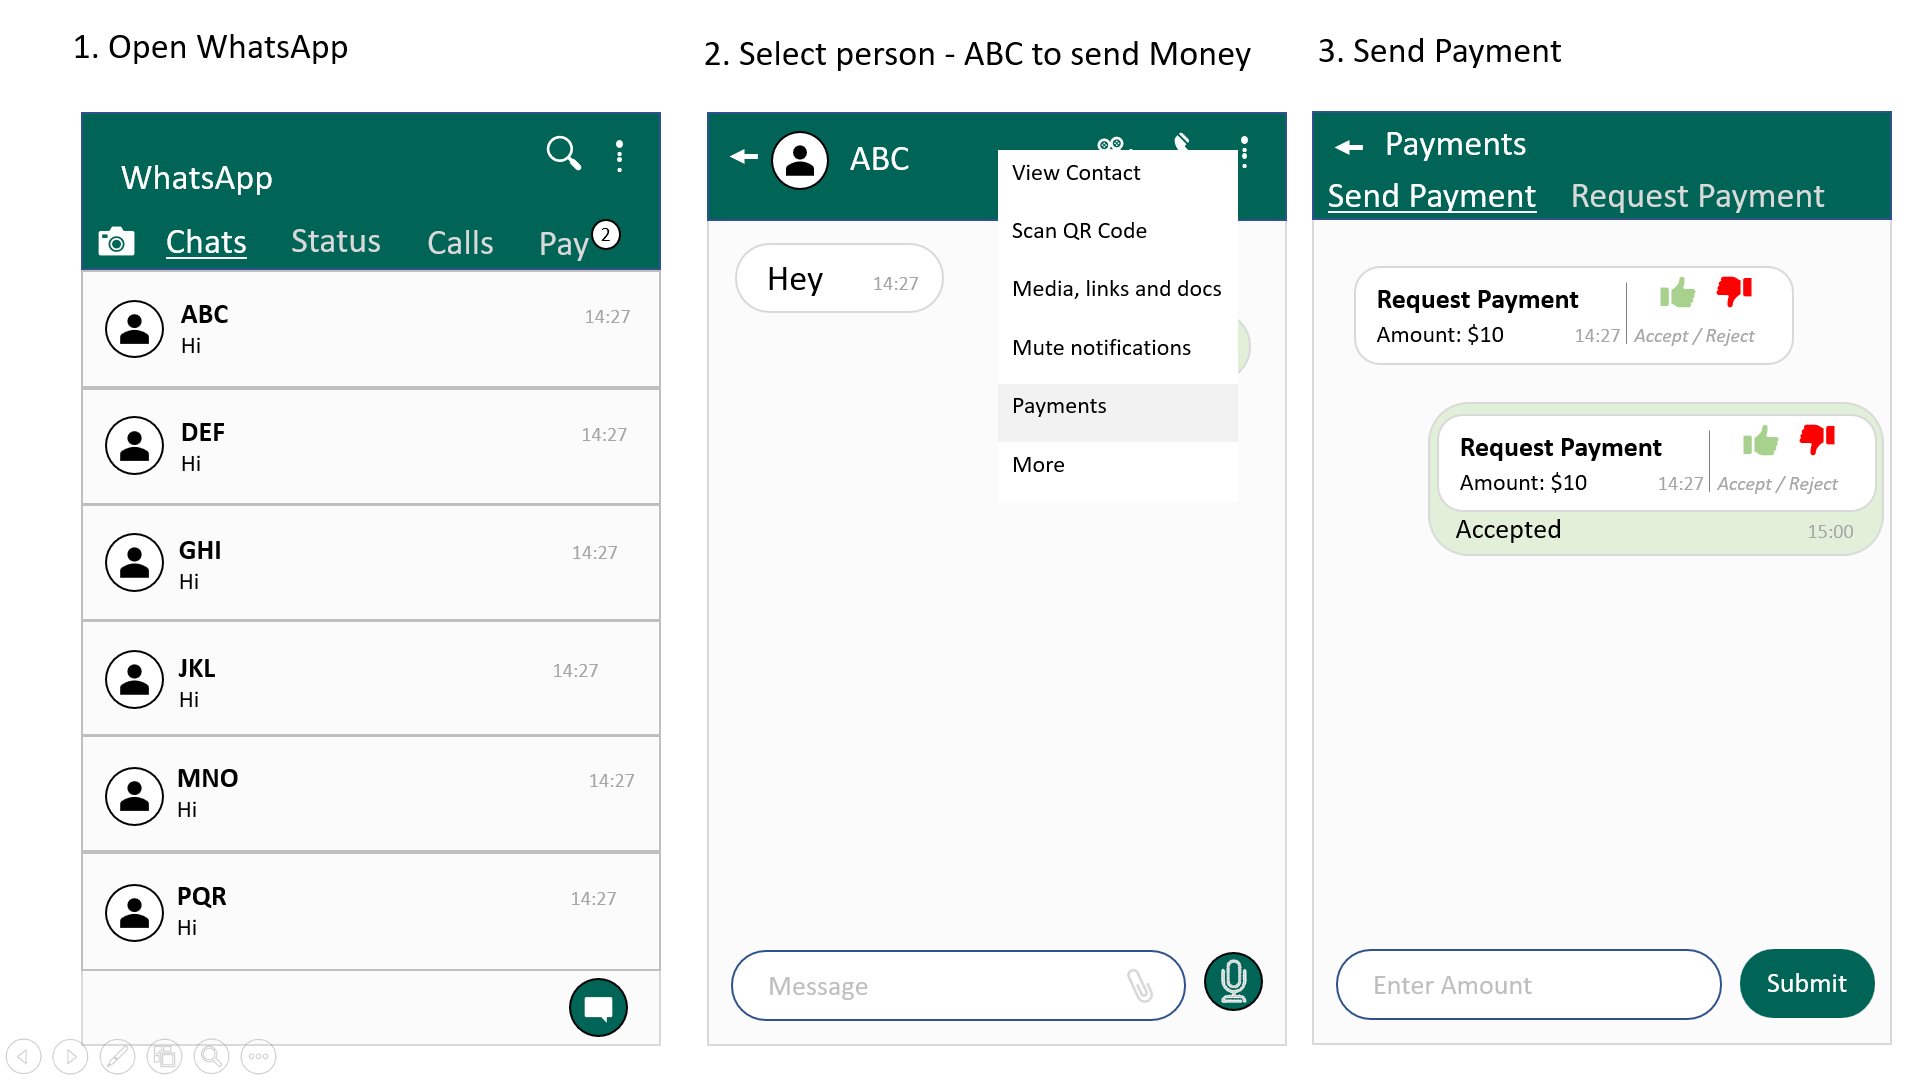 1. Open WhatsApp
WhatsApp
Chats Status Calls Pay 2
ABC 14:27
Hi
DEF 14:27
Hi
GHI 14:27
Hi
JKL 14:27
Hi
MNO 14:27
Hi
PQR 14:27
Hi
2. Select person - ABC to send Money
ABC
View Contact
Scan QR Code
Media, links and docs
Mute notifications
Payments
More
Hey 14:27
Message
3. Send Payment
Payments
Send Payment Request Payment
Request Payment
Amount: $10 14:27 Accept / Reject
Request Payment
Amount: $10 14:27 Accept / Reject
Accepted 15:00
Enter Amount Submit